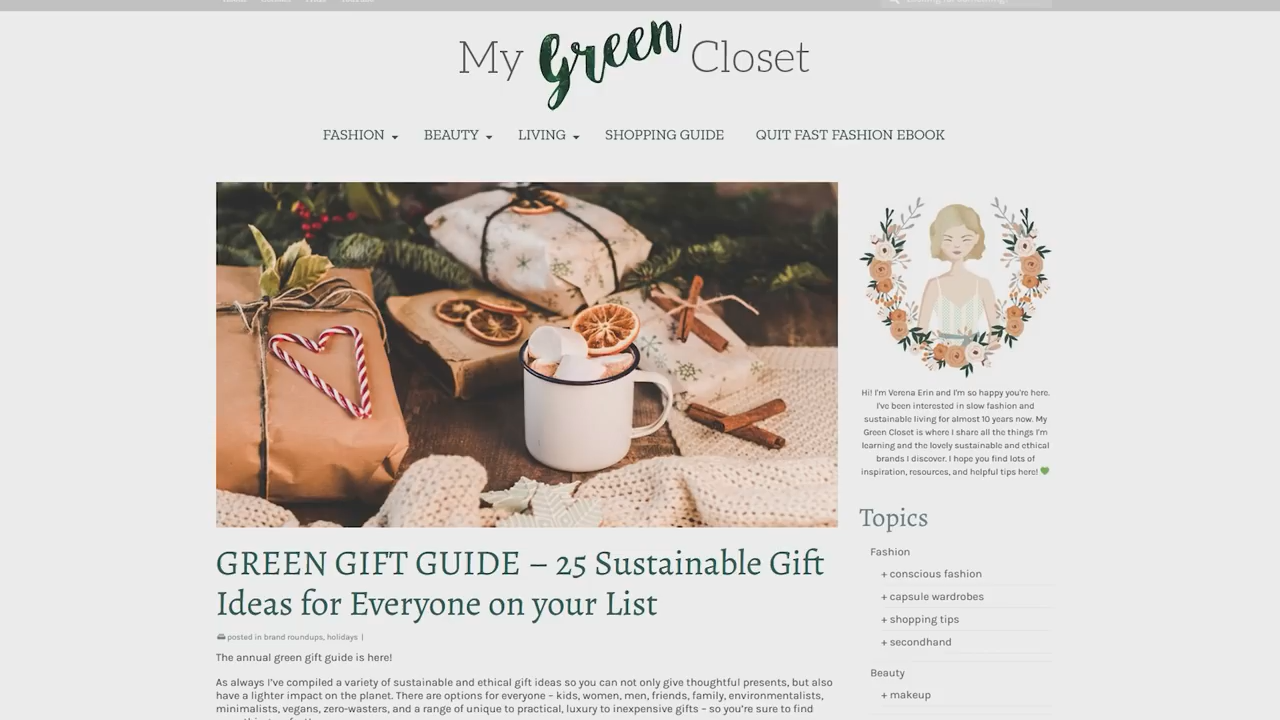 My Green Closet
FASHION
BEAUTY
LIVING
SHOPPING GUIDE
QUIT FAST FASHION EBOOK
GREEN GIFT GUIDE – 25 Sustainable Gift
Ideas for Everyone on your List
posted in brand roundups, holidays |
The annual green gift guide is here!
As always I've compiled a variety of sustainable and ethical gift ideas so you can not only give thoughtful presents, but also
have a lighter impact on the planet. There are options for everyone – kids, women, men, friends, family, environmentalists,
minimalists, vegans, zero-wasters, and a range of unique to practical, luxury to inexpensive gifts – so you're sure to find
Hi! I'm Verena Erin and I'm so happy you're here.
I've been interested in slow fashion and
sustainable living for almost 10 years now. My
Green Closet is where I share all the things I'm
learning and the lovely sustainable and ethical
brands I discover. I hope you find lots of
inspiration, resources, and helpful tips here!
Topics
Fashion
+ conscious fashion
+ capsule wardrobes
+ shopping tips
+ secondhand
Beauty
+ makeup